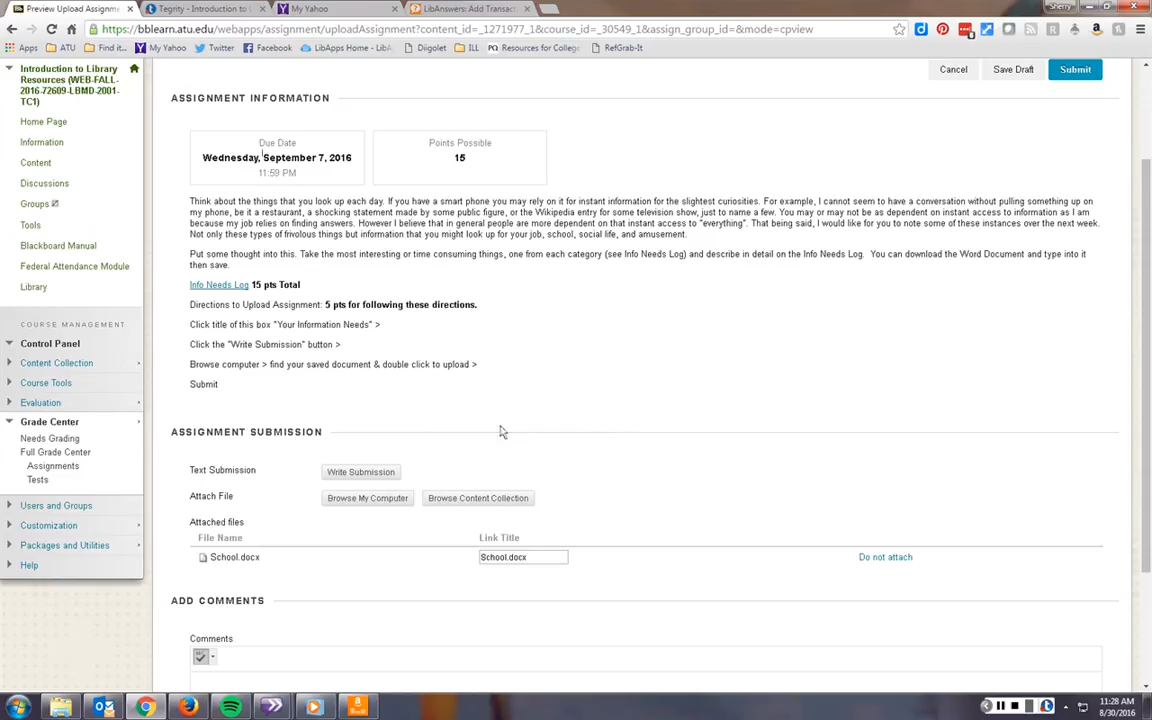 Preview Upload Assignme
Tegrity - Introduction to L
My Yahoo
LibAnswers: Add Transac
Sherry
https://bblearn.atu.edu/webapps/assignment/uploadAssignment?content_id=_1271977_1&course_id=_30549_1&assign_group_id=&mode=cpview
Apps ATU Find it... My Yahoo Twitter Facebook LibApps Home - LibA Diigolet ILL Resources for Colleg RefGrab-It
Introduction to Library
Resources (WEB-FALL-
2016-72609-LBMD-2001-
TC1)
Home Page
Information
Content
Discussions
Groups
Tools
Blackboard Manual
Federal Attendance Module
Library
COURSE MANAGEMENT
Control Panel
Content Collection
Course Tools
Evaluation
Grade Center
Needs Grading
Full Grade Center
Assignments
Tests
Users and Groups
Customization
Packages and Utilities
Help
Cancel Save Draft Submit
ASSIGNMENT INFORMATION
Due Date
Wednesday, September 7, 2016
11:59 PM
Points Possible
15
Think about the things that you look up each day. If you have a smart phone you may rely on it for instant information for the slightest curiosities. For example, I cannot seem to have a conversation without pulling something up on
my phone, be it a restaurant, a shocking statement made by some public figure, or the Wikipedia entry for some television show, just to name a few. You may or may not be as dependent on instant access to information as I am
because my job relies on finding answers. However I believe that in general people are more dependent on that instant access to "everything". That being said, I would like for you to note some of these instances over the next week.
Not only these types of frivolous things but information that you might look up for your job, school, social life, and amusement.
Put some thought into this. Take the most interesting or time consuming things, one from each category (see Info Needs Log) and describe in detail on the Info Needs Log. You can download the Word Document and type into it
then save.
Info Needs Log 15 pts Total
Directions to Upload Assignment: 5 pts for following these directions.
Click title of this box "Your Information Needs" >
Click the "Write Submission" button >
Browse computer > find your saved document & double click to upload >
Submit
ASSIGNMENT SUBMISSION
Text Submission Write Submission
Attach File Browse My Computer Browse Content Collection
Attached files
File Name Link Title
School.docx School.docx Do not attach
ADD COMMENTS
Comments
11:28 AM
8/30/2016